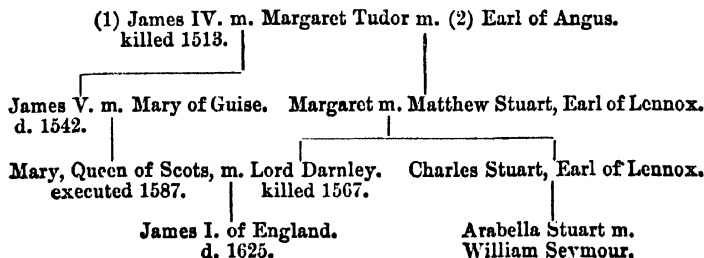 (1) James IV. m. Margaret Tudor m. (2) Earl of Angus.
killed 1513.
James V. m. Mary of Guise. Margaret m. Matthew Stuart, Earl of Lennox.
d. 1542.
Mary, Queen of Scots, m. Lord Darnley. Charles Stuart, Earl of Lennox.
executed 1587. killed 1567.
James I. of England. Arabella Stuart m.
d. 1625. William Seymour.